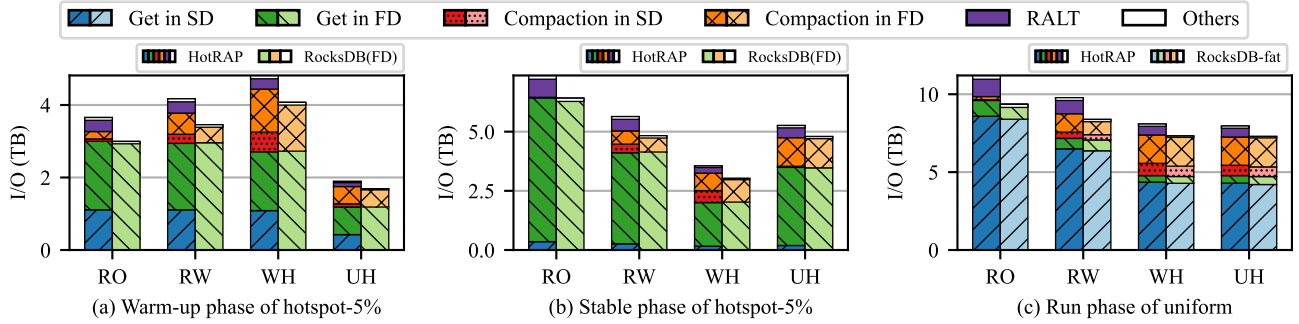 Get in SD Get in FD Compaction in SD Compaction in FD RALT Others
HotRAP RocksDB(FD)
I/O (TB)
4
2
0
RO RW WH UH
(a) Warm-up phase of hotspot-5%
HotRAP RocksDB(FD)
I/O (TB)
5.0
2.5
0.0
RO RW WH UH
(b) Stable phase of hotspot-5%
HotRAP RocksDB-fat
I/O (TB)
10
5
0
RO RW WH UH
(c) Run phase of uniform